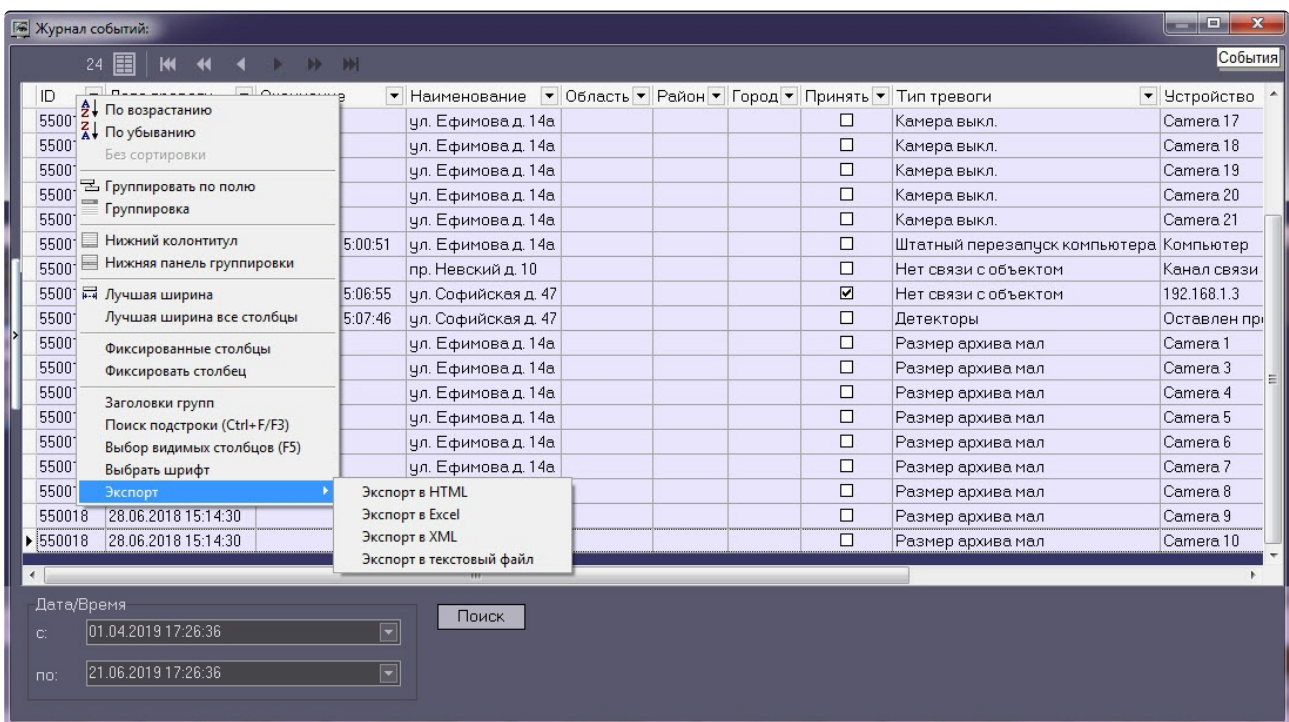 Журнал событий:
События
24
ID Наименование Область Район Город Принять Тип тревоги Устройство
По возрастанию
По убыванию
Без сортировки
Группировать по полю
Группировка
Нижний колонтитул
Нижняя панель группировки
Лучшая ширина
Лучшая ширина все столбцы
Фиксированные столбцы
Фиксировать столбец
Заголовки групп
Поиск подстроки (Ctrl+F/F3)
Выбор видимых столбцов (F5)
Выбрать шрифт
Экспорт
Экспорт в HTML
Экспорт в Excel
Экспорт в XML
Экспорт в текстовый файл
ул. Ефимова д. 14а Камера выкл. Camera 17
ул. Ефимова д. 14а Камера выкл. Camera 18
ул. Ефимова д. 14а Камера выкл. Camera 19
ул. Ефимова д. 14а Камера выкл. Camera 20
ул. Ефимова д. 14а Камера выкл. Camera 21
5:00:51 ул. Ефимова д. 14а Штатный перезапуск компьютера Компьютер
пр. Невский д. 10 Нет связи с объектом Канал связи
5:06:55 ул. Софийская д. 47 Нет связи с объектом 192.168.1.3
5:07:46 ул. Софийская д. 47 Детекторы Оставлен
ул. Ефимова д. 14а Размер архива мал Camera 1
ул. Ефимова д. 14а Размер архива мал Camera 3
ул. Ефимова д. 14а Размер архива мал Camera 4
ул. Ефимова д. 14а Размер архива мал Camera 5
ул. Ефимова д. 14а Размер архива мал Camera 6
ул. Ефимова д. 14а Размер архива мал Camera 7
Размер архива мал Camera 8
550018 28.06.2018 15:14:30 Размер архива мал Camera 9
550018 28.06.2018 15:14:30 Размер архива мал Camera 10
Дата/Время
с: 01.04.2019 17:26:36
по: 21.06.2019 17:26:36
Поиск